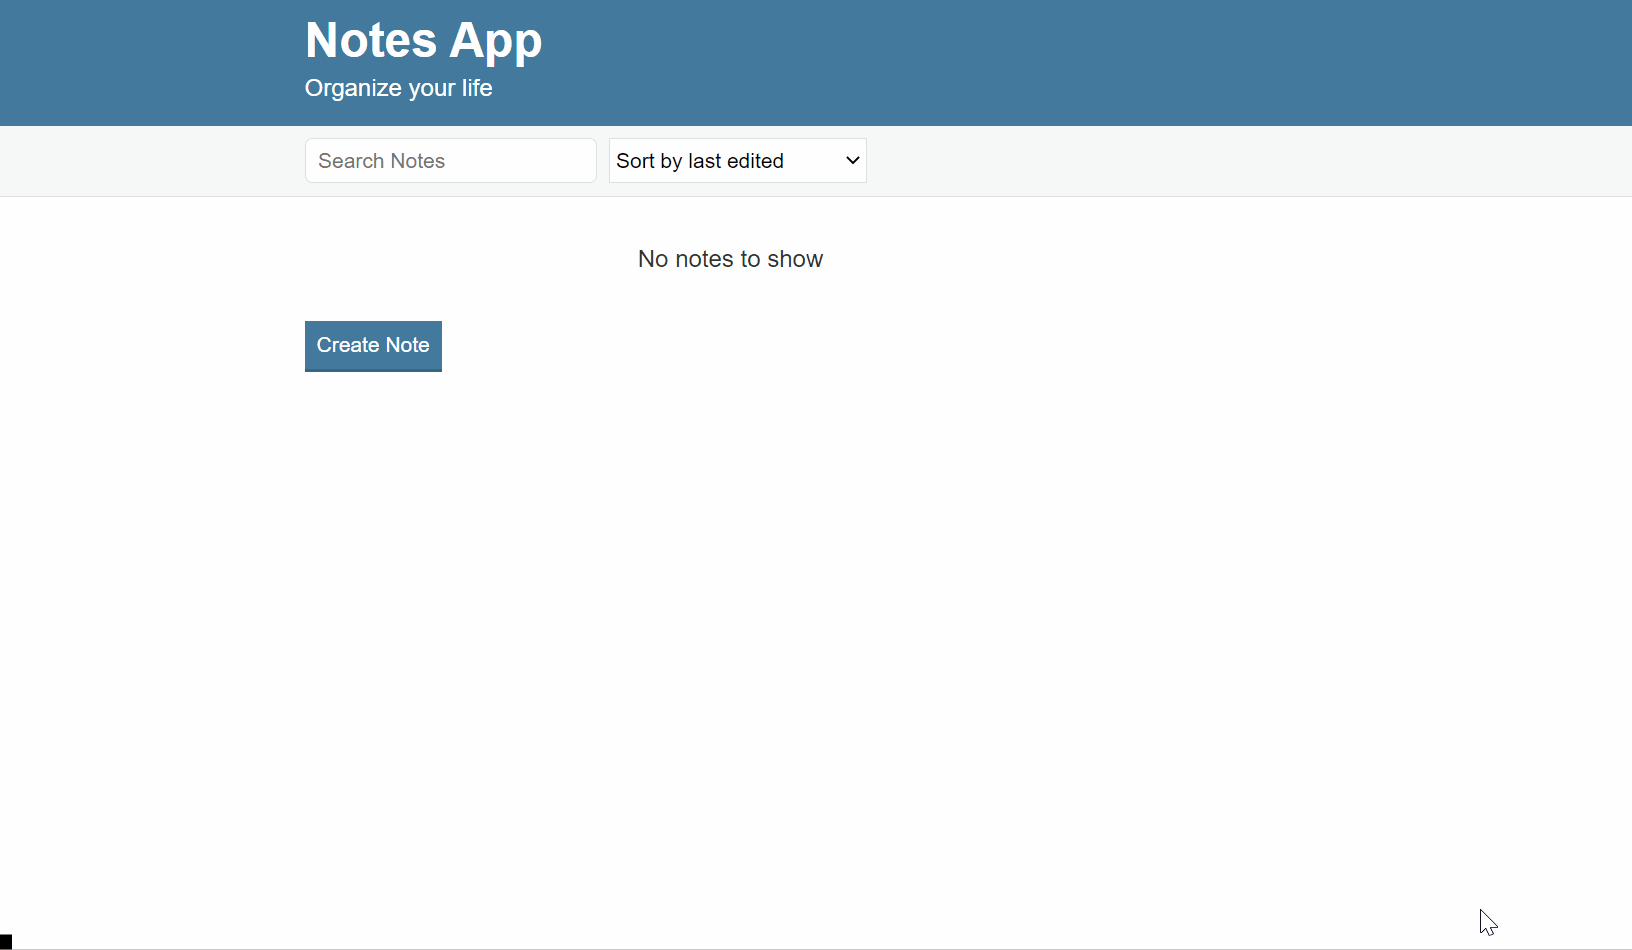 Notes App
Organize your life
Search Notes
Sort by last edited
No notes to show
Create Note